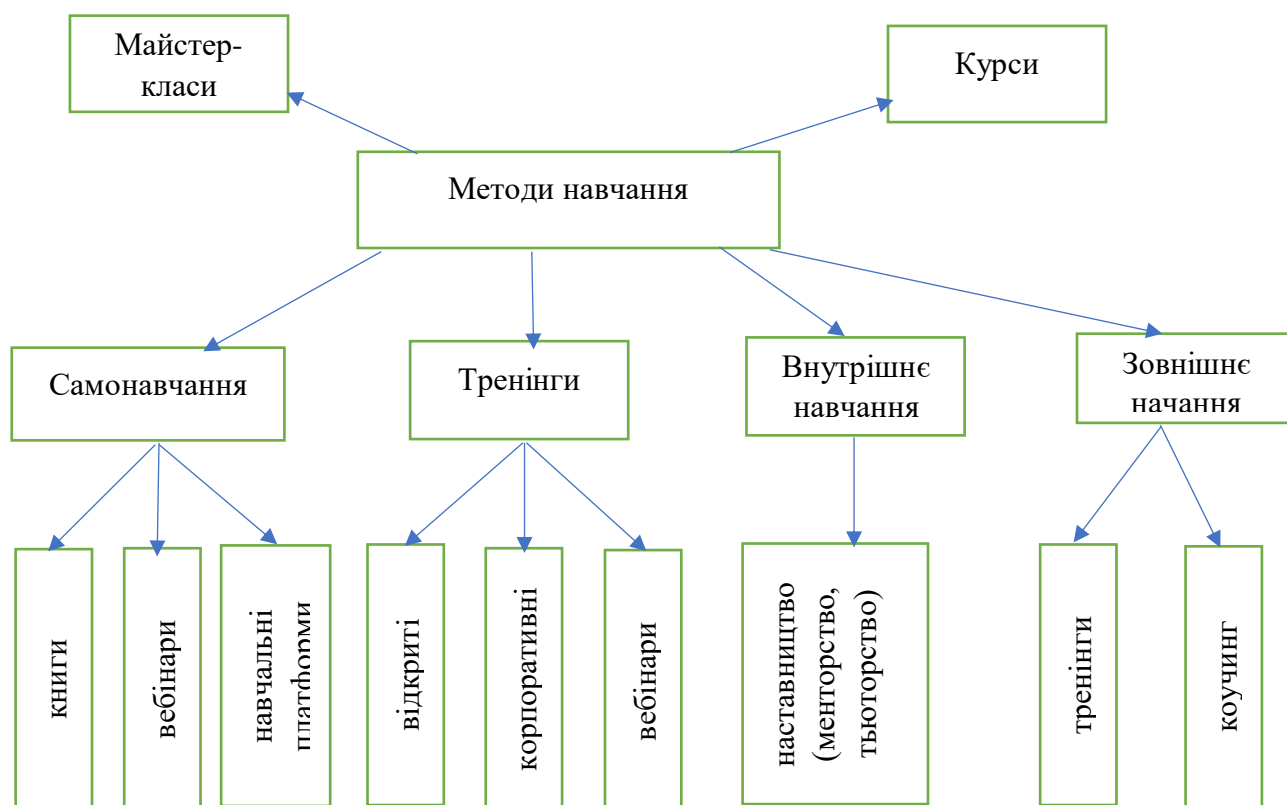 Майстер-
класи
Курси
Методи навчання
Самонавчання
Тренінги
Внутрішнє
навчання
Зовнішнє
начання
книги
вебінари
навчальні
платформи
відкриті
корпоративні
вебінари
наставництво
(менторство,
тьюторство)
тренінги
коучинг